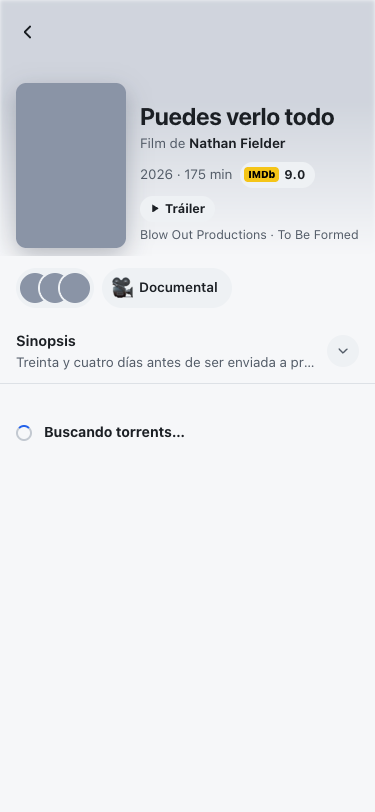 Puedes verlo todo
Film de Nathan Fielder
2026 · 175 min IMDb 9.0
Tráiler
Blow Out Productions · To Be Formed
Documental
Sinopsis
Treinta y cuatro días antes de ser enviada a pr...
Buscando torrents...